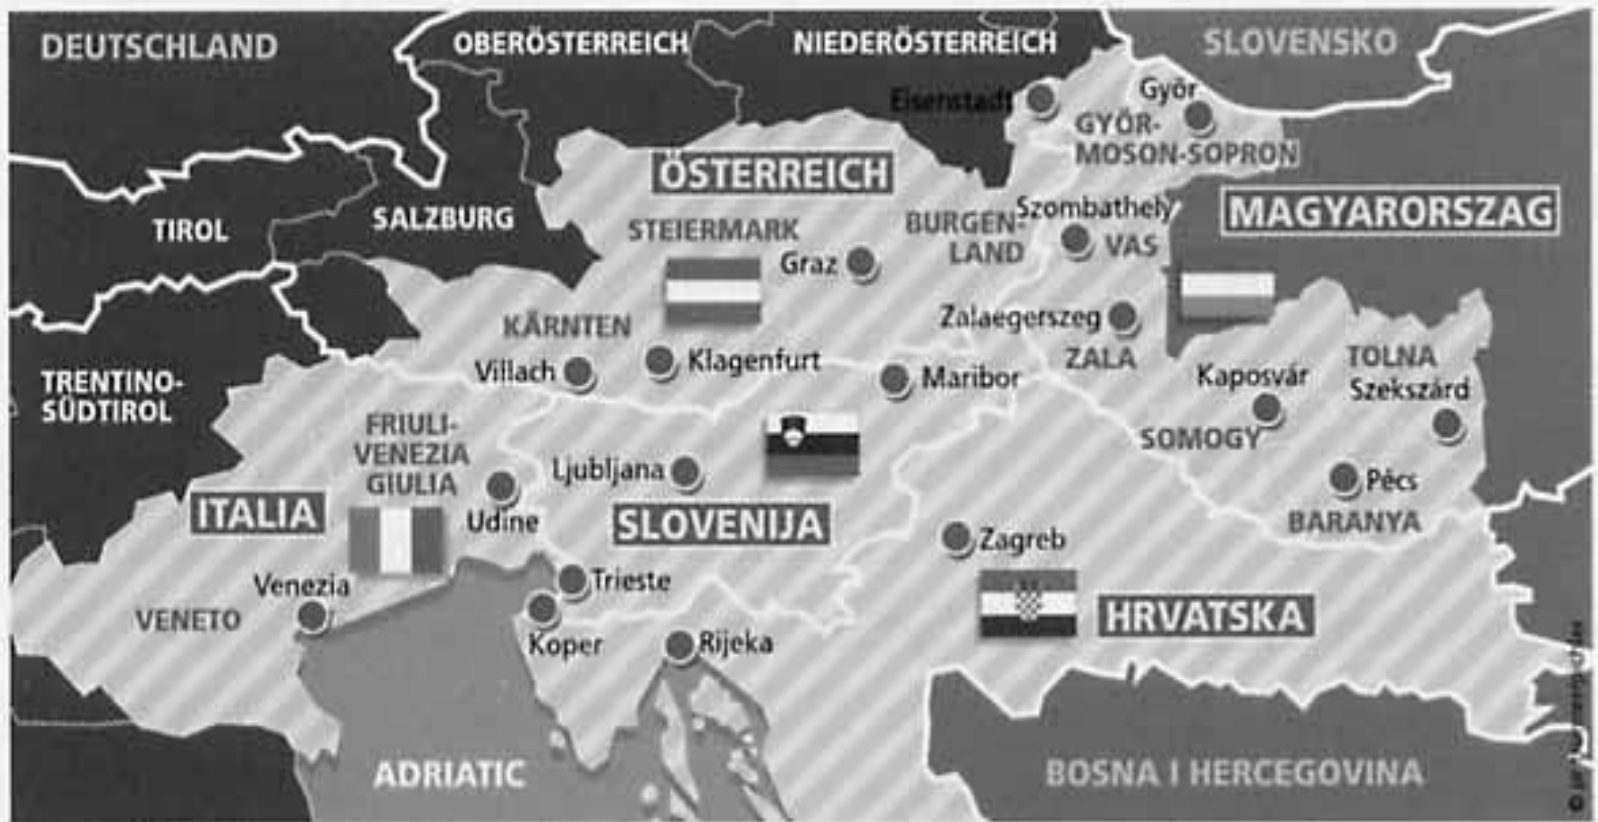 DEUTSCHLAND
OBERÖSTERREICH
NIEDERÖSTERREICH
SLOVENSKO
Eisenstadt
Györ
GYÖR-
MOSON-SOPRON
ÖSTERREICH
TIROL
SALZBURG
STEIERMARK
Graz
BURGEN-
LAND
Szombathely
VAS
MAGYARORSZAG
KÄRNTEN
Villach
Klagenfurt
Zalaegerszeg
ZALA
Maribor
Kaposvár
TOLNA
Szekszárd
SOMOGY
Pécs
BARANYA
TRENTINO-
SÜDTIROL
FRIULI-
VENEZIA
GIULIA
Udine
ITALIA
Ljubljana
SLOVENIJA
Zagreb
HRVATSKA
Venezia
VENETO
Trieste
Koper
Rijeka
ADRIATIC
BOSNA I HERCEGOVINA